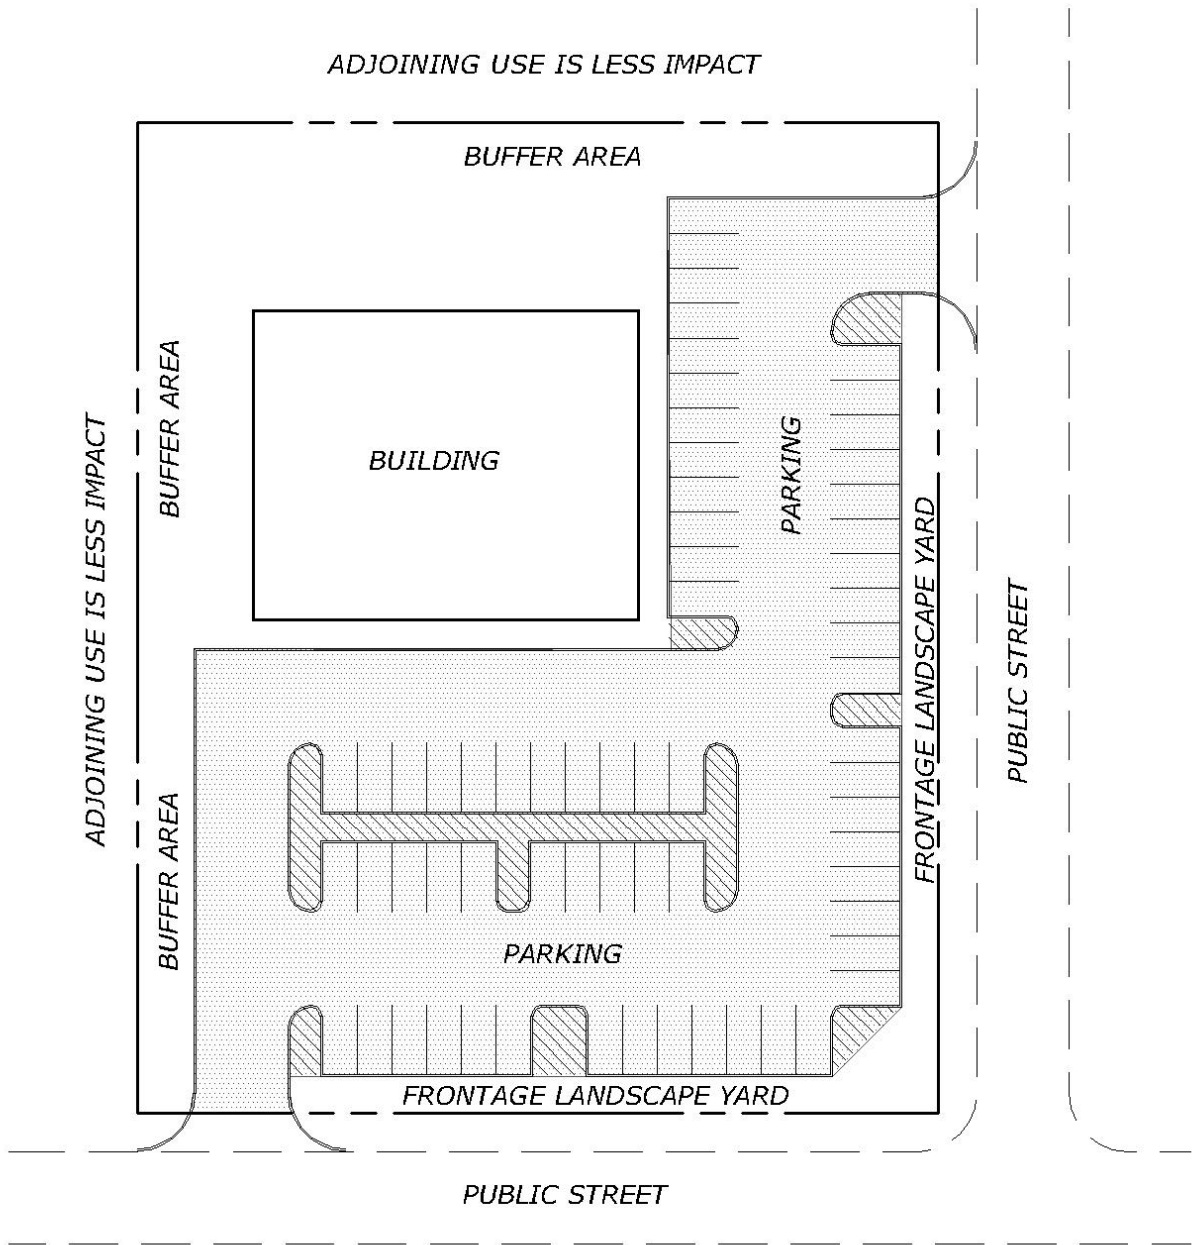 ADJOINING USE IS LESS IMPACT
BUFFER AREA
BUFFER AREA
ADJOINING USE IS LESS IMPACT
BUILDING
PARKING
FRONTAGE LANDSCAPE YARD
PUBLIC STREET
BUFFER AREA
PARKING
FRONTAGE LANDSCAPE YARD
PUBLIC STREET